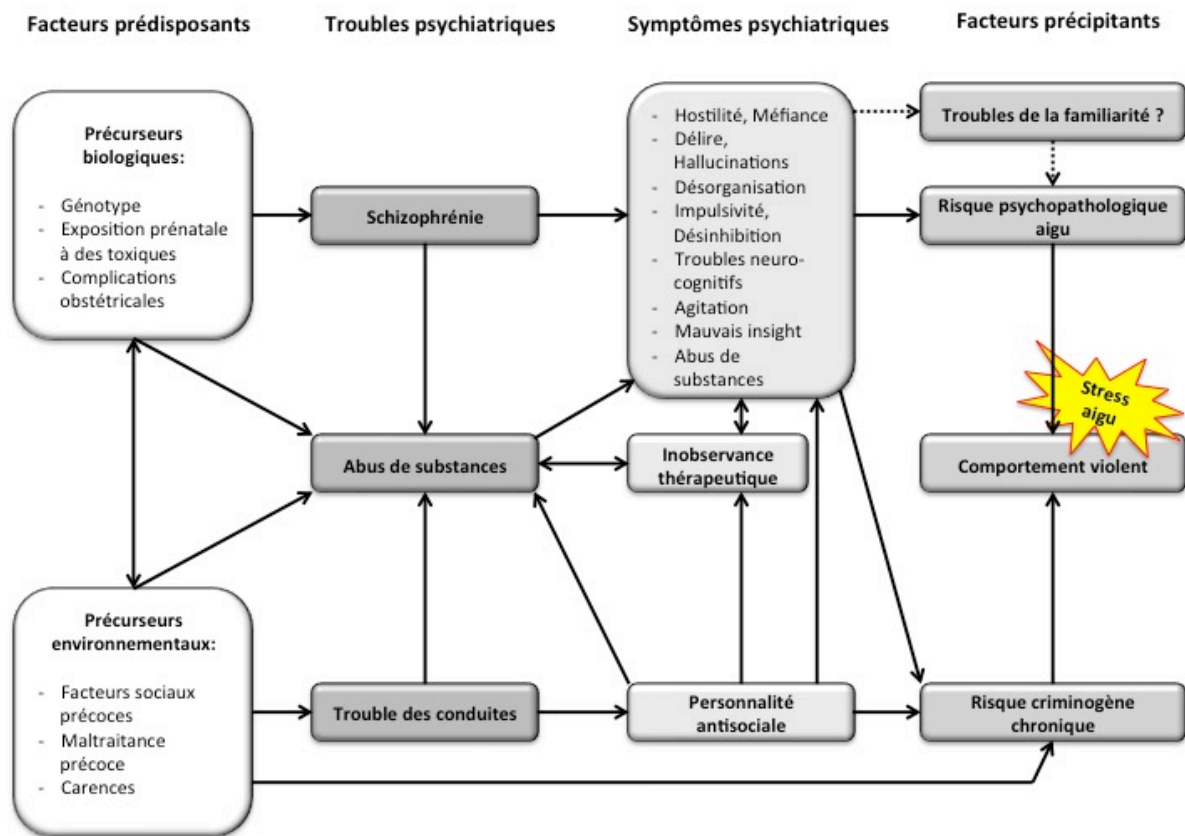 Facteurs prédisposants
Troubles psychiatriques
Symptômes psychiatriques
Facteurs précipitants
Précurseurs
biologiques:
- Génotype
- Exposition prénatale
à des toxiques
- Complications
obstétricales
Schizophrénie
- Hostilité, Méfiance
- Délire,
Hallucinations
- Désorganisation
- Impulsivité,
Désinhibition
- Troubles neuro-
cognitifs
- Agitation
- Mauvais insight
- Abus de
substances
Troubles de la familiarité ?
Risque psychopathologique
aigu
Stress
aigu
Abus de substances
Inobservance
thérapeutique
Comportement violent
Précurseurs
environnementaux:
- Facteurs sociaux
précoces
- Maltraitance
précoce
- Carences
Trouble des conduites
Personnalité
antisociale
Risque criminogène
chronique